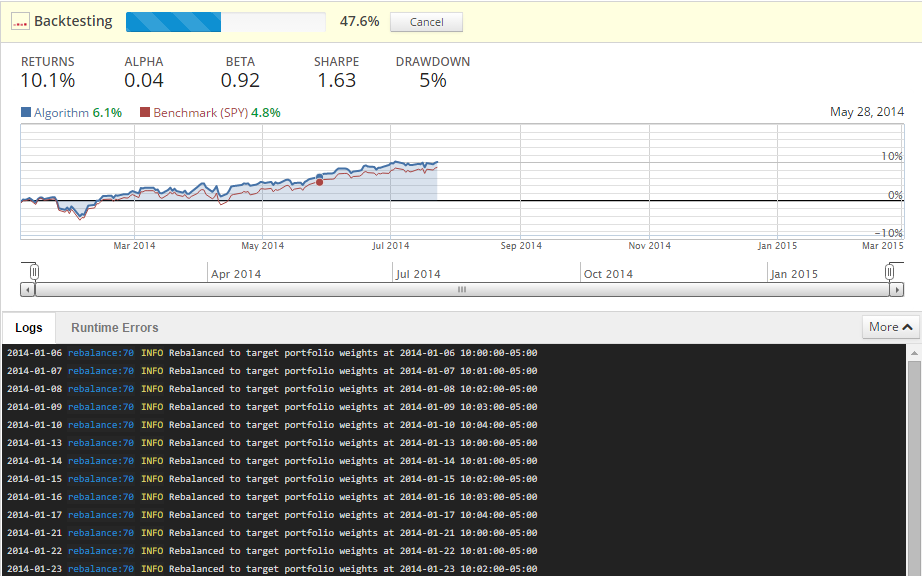 Backtesting 47.6% Cancel
RETURNS ALPHA BETA SHARPE DRAWDOWN
10.1% 0.04 0.92 1.63 5%
Algorithm 6.1% Benchmark (SPY) 4.8% May 28, 2014
10%
0%
-10%
Mar 2014 May 2014 Jul 2014 Sep 2014 Nov 2014 Jan 2015 Mar 2015
Apr 2014 Jul 2014 Oct 2014 Jan 2015
Logs Runtime Errors More
2014-01-06 rebalance:70 INFO Rebalanced to target portfolio weights at 2014-01-06 10:00:00-05:00
2014-01-07 rebalance:70 INFO Rebalanced to target portfolio weights at 2014-01-07 10:01:00-05:00
2014-01-08 rebalance:70 INFO Rebalanced to target portfolio weights at 2014-01-08 10:02:00-05:00
2014-01-09 rebalance:70 INFO Rebalanced to target portfolio weights at 2014-01-09 10:03:00-05:00
2014-01-10 rebalance:70 INFO Rebalanced to target portfolio weights at 2014-01-10 10:04:00-05:00
2014-01-13 rebalance:70 INFO Rebalanced to target portfolio weights at 2014-01-13 10:00:00-05:00
2014-01-14 rebalance:70 INFO Rebalanced to target portfolio weights at 2014-01-14 10:01:00-05:00
2014-01-15 rebalance:70 INFO Rebalanced to target portfolio weights at 2014-01-15 10:02:00-05:00
2014-01-16 rebalance:70 INFO Rebalanced to target portfolio weights at 2014-01-16 10:03:00-05:00
2014-01-17 rebalance:70 INFO Rebalanced to target portfolio weights at 2014-01-17 10:04:00-05:00
2014-01-21 rebalance:70 INFO Rebalanced to target portfolio weights at 2014-01-21 10:00:00-05:00
2014-01-22 rebalance:70 INFO Rebalanced to target portfolio weights at 2014-01-22 10:01:00-05:00
2014-01-23 rebalance:70 INFO Rebalanced to target portfolio weights at 2014-01-23 10:02:00-05:00